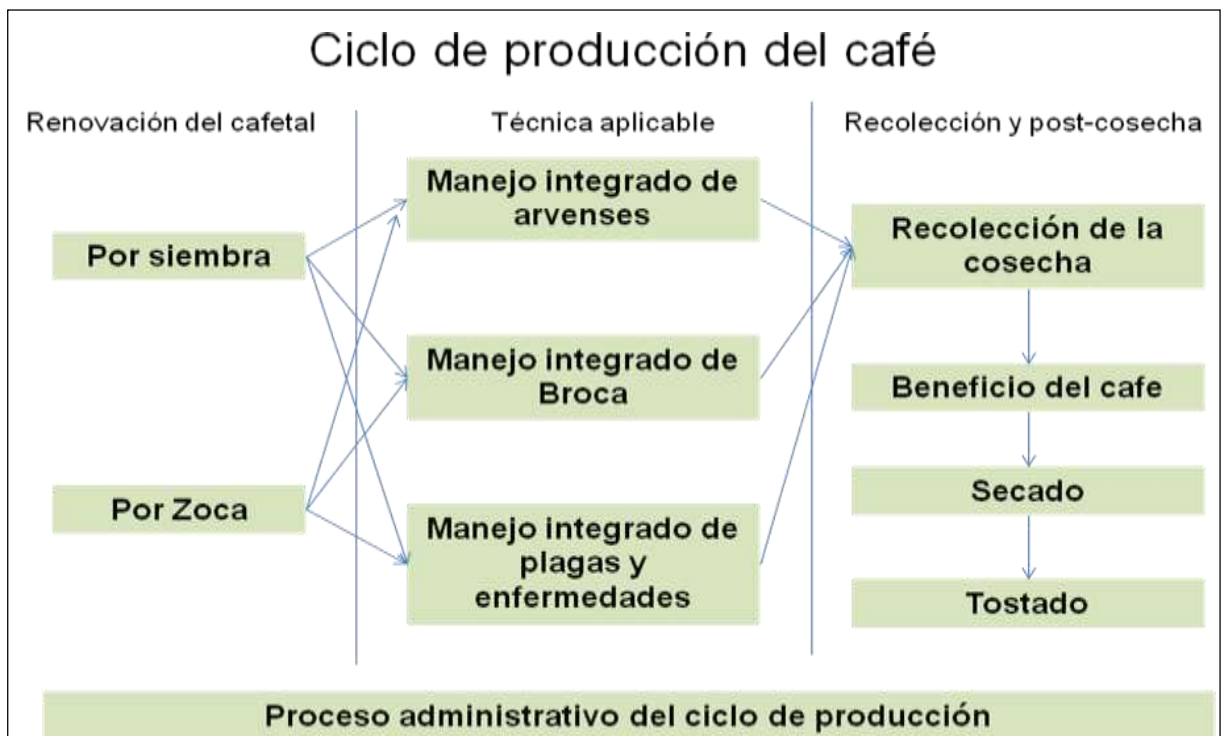 Ciclo de producción del café
Renovación del cafetal
Técnica aplicable
Recolección y post-cosecha
Por siembra
Por Zoca
Manejo integrado de
arvenses
Manejo integrado de
Broca
Manejo integrado de
plagas y
enfermedades
Recolección de la
cosecha
Beneficio del cafe
Secado
Tostado
Proceso administrativo del ciclo de producción